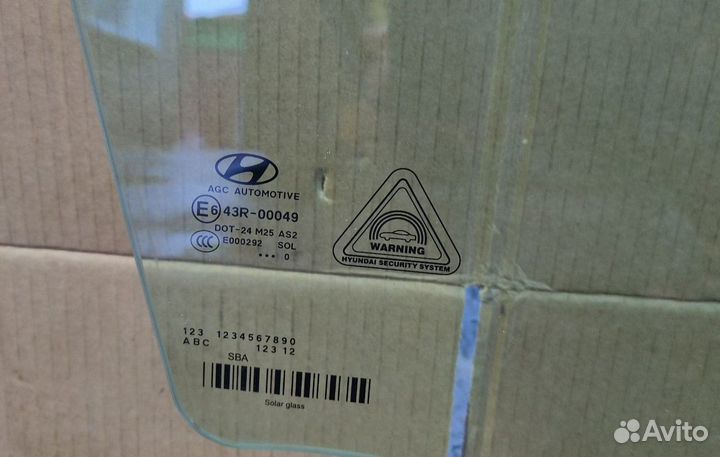 AGC AUTOMOTIVE
E6 43R-00049
DOT-24 M25 AS2
CCC E000292 SOL
••• 0
WARNING
HYUNDAI SECURITY SYSTEM
123 1234567890
ABC 123 12
SBA
Solar glass
Avito